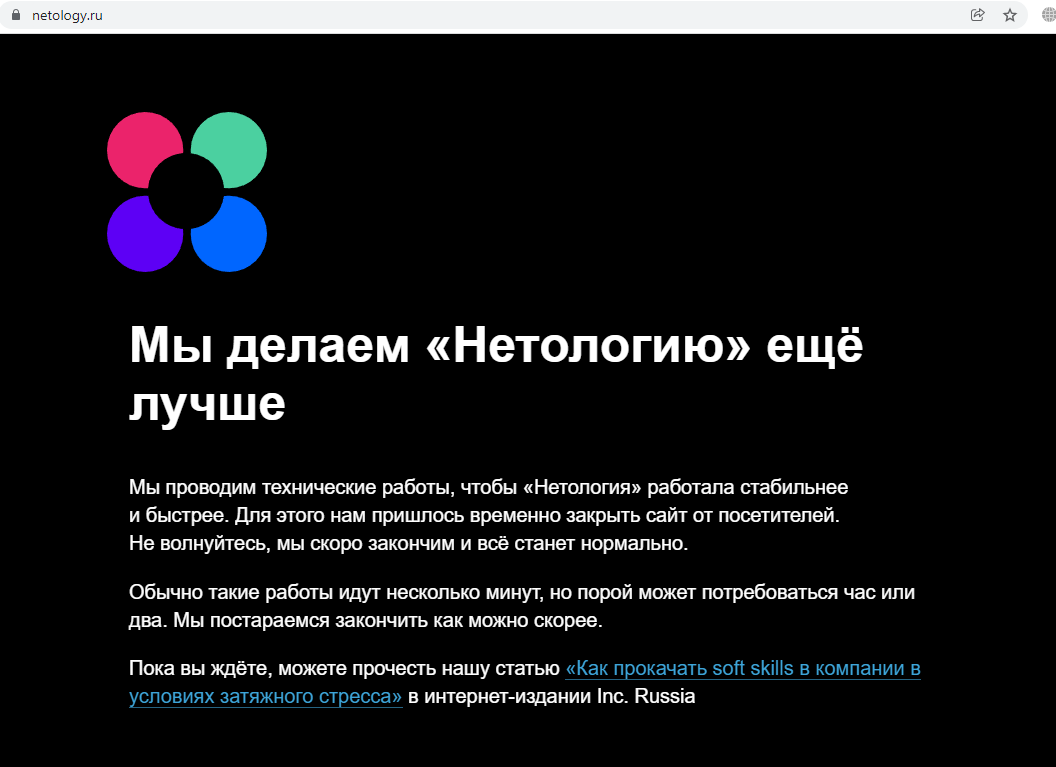 netology.ru
Мы делаем «Нетологию» ещё
лучше
Мы проводим технические работы, чтобы «Нетология» работала стабильнее
и быстрее. Для этого нам пришлось временно закрыть сайт от посетителей.
Не волнуйтесь, мы скоро закончим и всё станет нормально.
Обычно такие работы идут несколько минут, но порой может потребоваться час или
два. Мы постараемся закончить как можно скорее.
Пока вы ждёте, можете прочесть нашу статью «Как прокачать soft skills в компании в
условиях затяжного стресса» в интернет-издании Inc. Russia